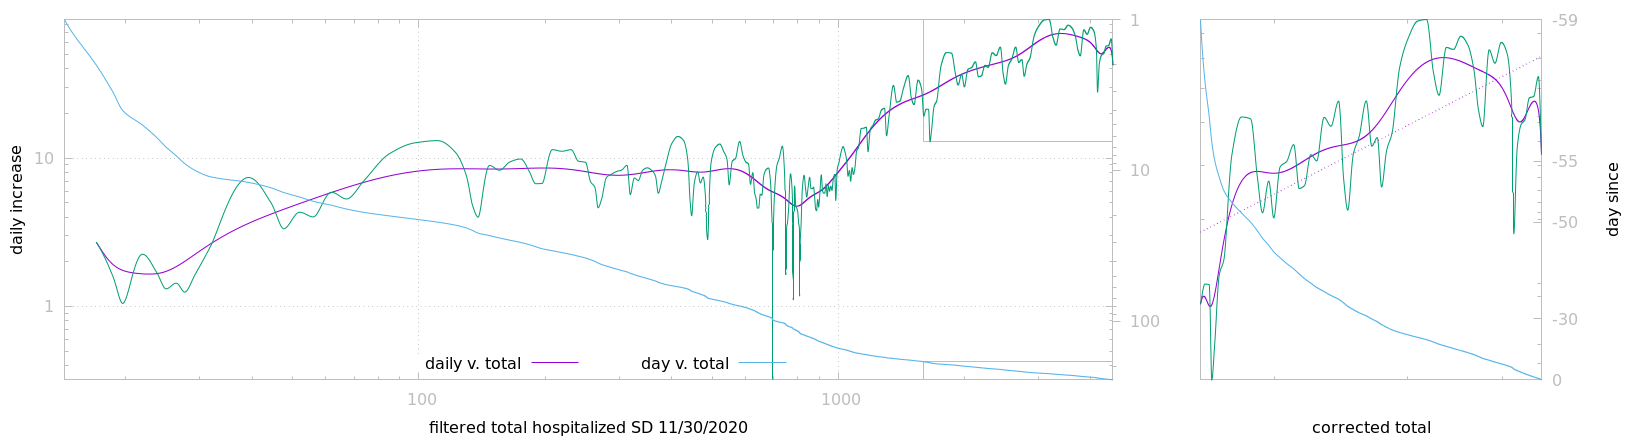 1
-59
10
10
-55
-50
1
100
-30
0
daily increase
day since
daily v. total
day v. total
100
1000
filtered total hospitalized SD 11/30/2020
corrected total